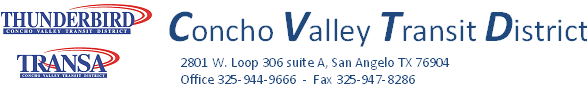 THUNDERBIRD
CONCHO VALLEY TRANSIT DISTRICT
TRANSA
CONCHO VALLEY TRANSIT DISTRICT
Concho Valley Transit District
2801 W. Loop 306 suite A, San Angelo TX 76904
Office 325-944-9666 - Fax 325-947-8286